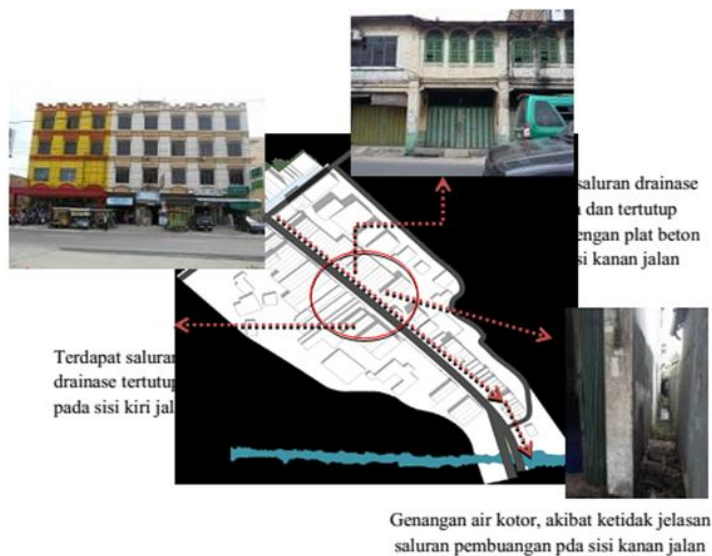 saluran drainase
dan tertutup
engan plat beton
si kanan jalan
Terdapat saluran
drainase tertutup
pada sisi kiri jal
Genangan air kotor, akibat ketidak jelasan
saluran pembuangan pda sisi kanan jalan